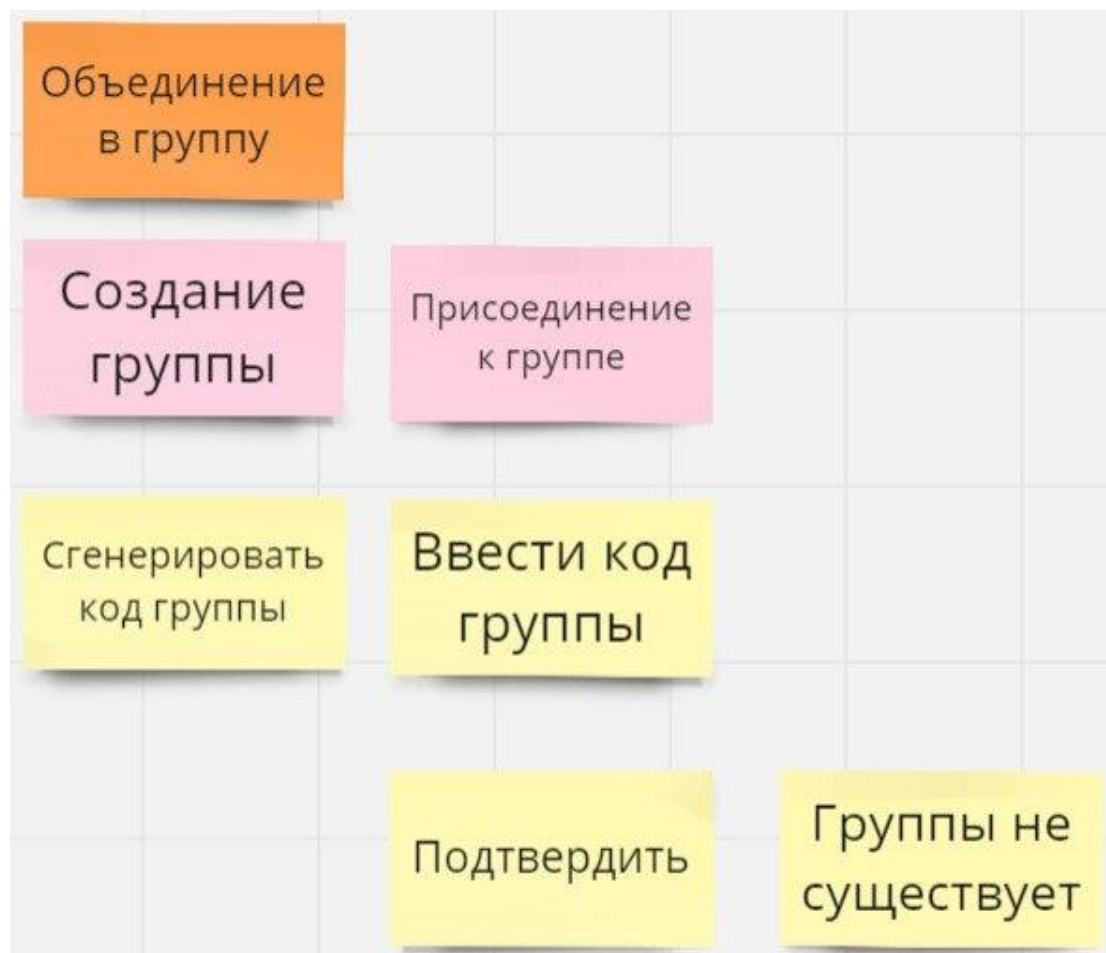 Объединение
в группу
Создание
группы
Присоединение
к группе
Сгенерировать
код группы
Ввести код
группы
Подтвердить
Группы не
существует